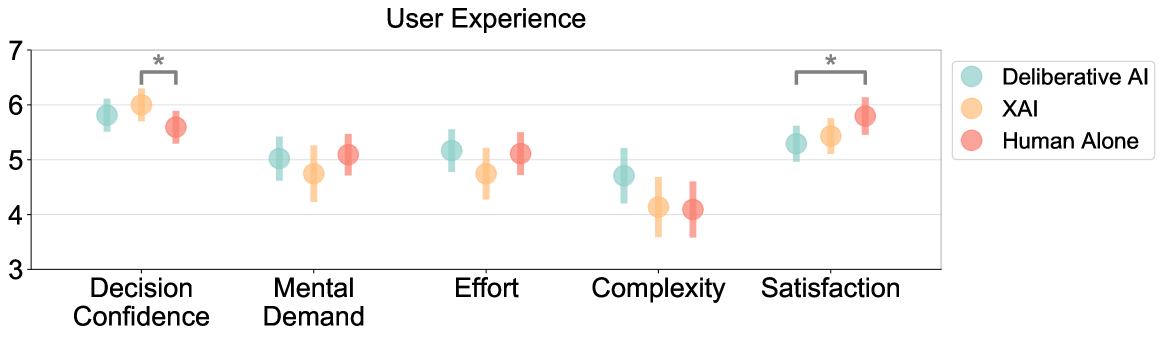 User Experience
7
6
5
4
3
*
*
Decision
Confidence
Mental
Demand
Effort
Complexity
Satisfaction
Deliberative AI
XAI
Human Alone